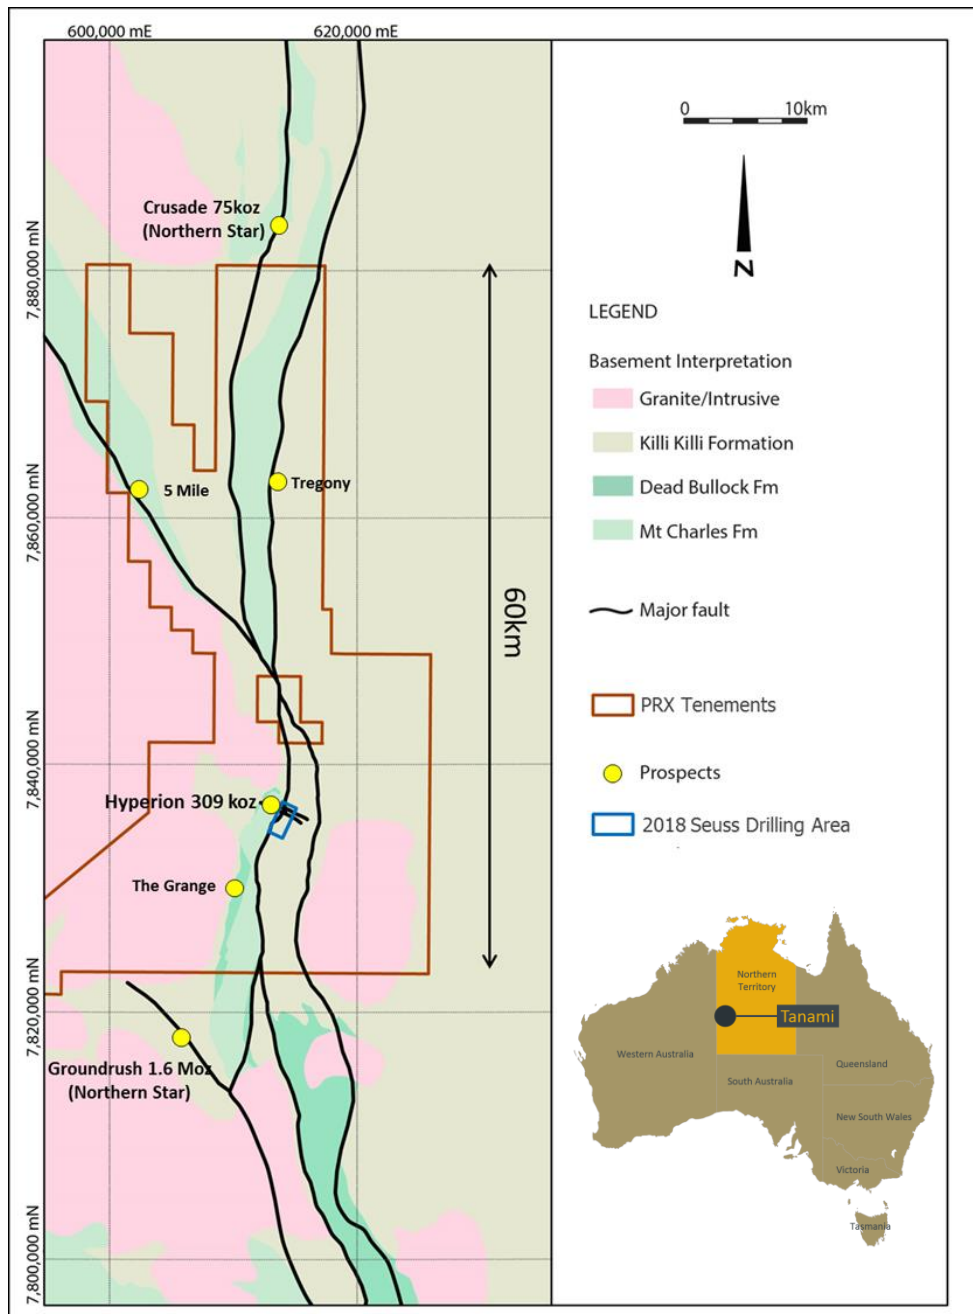 600,000 mE
620,000 mE
0
10km
Crusade 75koz
(Northern Star)
N
7,880,000 mN
LEGEND
Basement Interpretation
Granite/Intrusive
Killi Killi Formation
Dead Bullock Fm
Mt Charles Fm
5 Mile
Tregony
7,860,000 mN
60km
Major fault
PRX Tenements
7,840,000 mN
Prospects
Hyperion 309 koz
2018 Seuss Drilling Area
The Grange
7,820,000 mN
Groundrush 1.6 Moz
(Northern Star)
7,800,000 mN
Northern
Territory
Tanami
Western Australia
Queensland
South Australia
New South Wales
Victoria
Tasmania